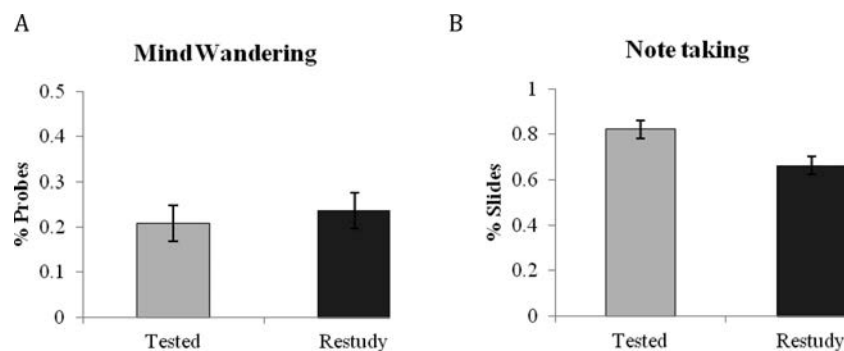 A
Mind Wandering
% Probes
0.5
0.4
0.3
0.2
0.1
0
Tested Restudy
B
Note taking
% Slides
1
0.8
0.6
0.4
0.2
0
Tested Restudy